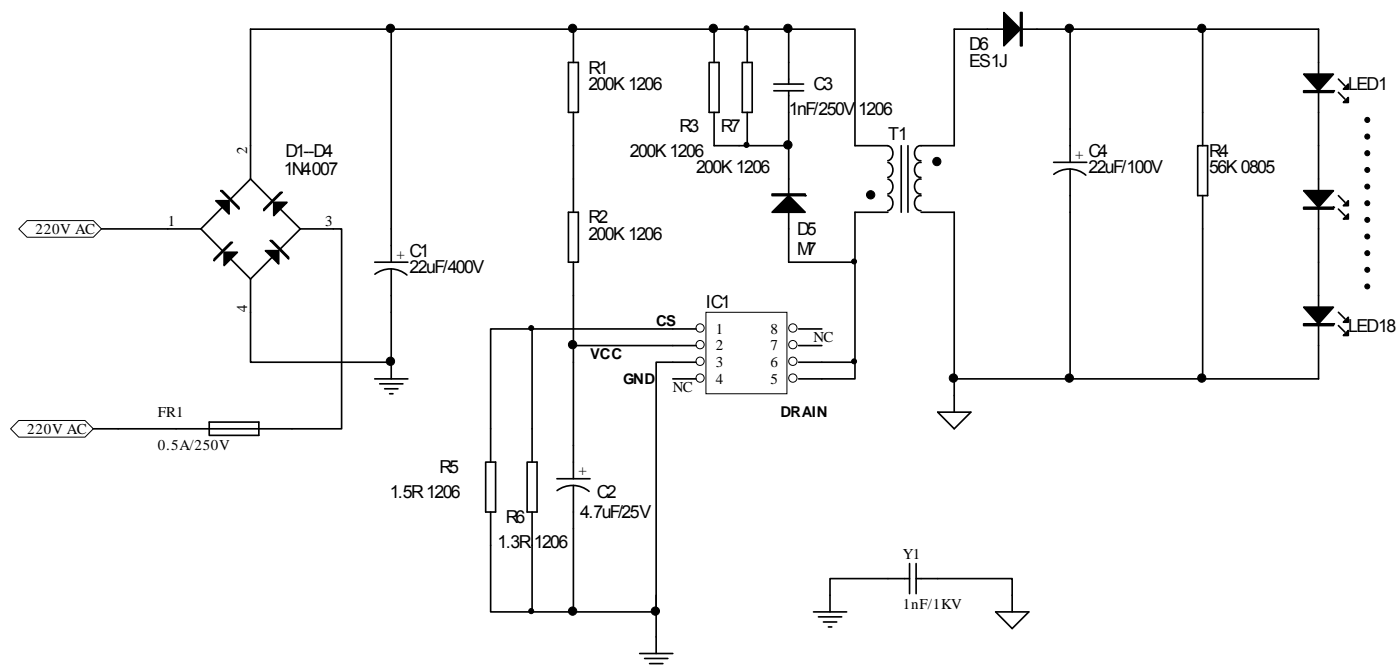 D6
ES1J
R1
200K 1206
C3
1nF/250V 1206
LED1
R3
R7
T1
200K 1206
200K 1206
2
D1--D4
1N4007
C4
+
22uF/100V
R4
56K 0805
220V AC
1
3
R2
200K 1206
D5
M7
+
C1
22uF/400V
4
IC1
CS
1
8
NC
2
7
VCC
3
6
GND
NC
4
5
LED18
DRAIN
FR1
220V AC
0.5A/250V
R5
1.5R 1206
+
C2
4.7uF/25V
R6
1.3R 1206
Y1
1nF/1KV